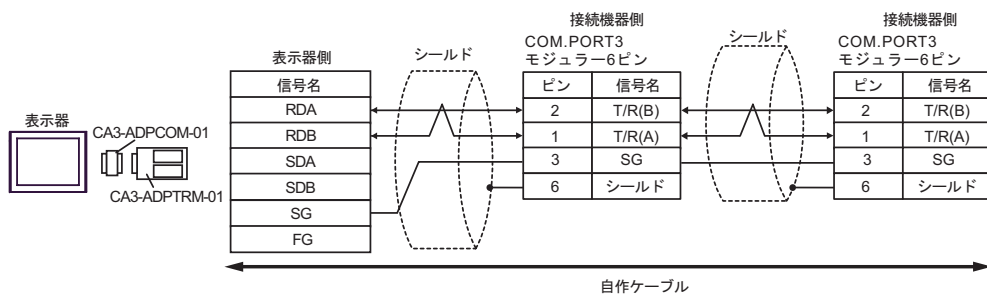 表示器
CA3-ADPCOM-01
CA3-ADPTRM-01
表示器側
信号名
RDA
RDB
SDA
SDB
SG
FG
シールド
接続機器側
COM.PORT3
モジュラー6ピン
ピン 信号名
2 T/R(B)
1 T/R(A)
3 SG
6 シールド
シールド
接続機器側
COM.PORT3
モジュラー6ピン
ピン 信号名
2 T/R(B)
1 T/R(A)
3 SG
6 シールド
自作ケーブル